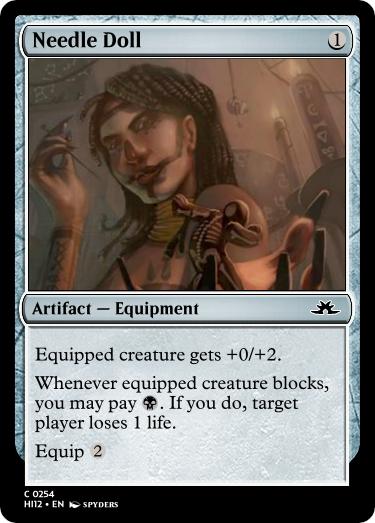 Needle Doll 1
Artifact — Equipment
Equipped creature gets +0/+2.
Whenever equipped creature blocks,
you may pay . If you do, target
player loses 1 life.
Equip 2
C 0254
HI12 • EN SPYDERS